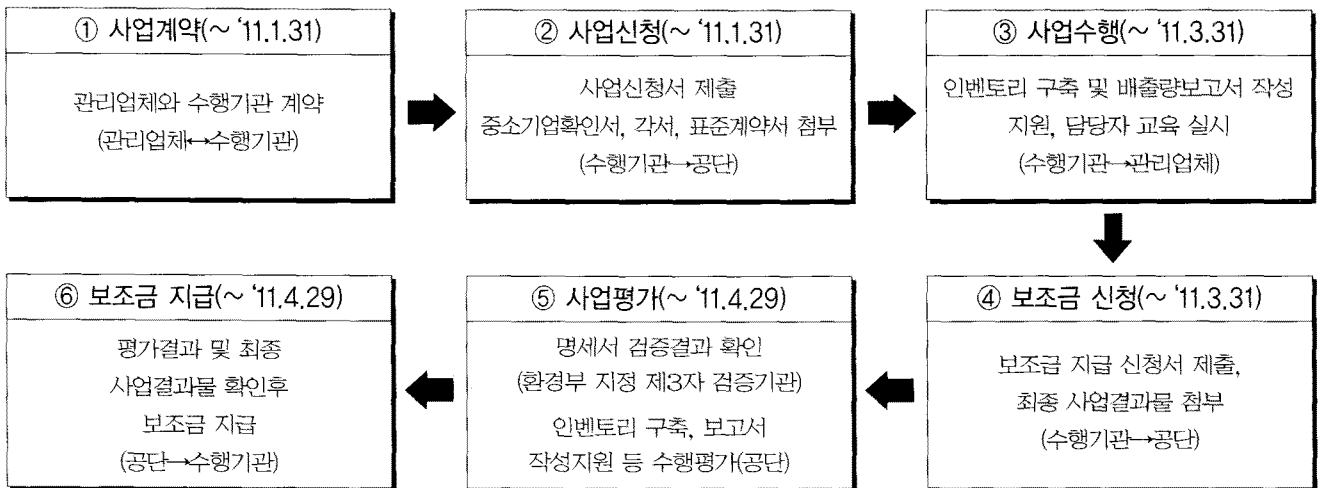 ① 사업계약(~ '11.1.31)
관리업체와 수행기관 계약
(관리업체↔수행기관)
② 사업신청(~ '11.1.31)
사업신청서 제출
중소기업확인서, 각서, 표준계약서 첨부
(수행기관→공단)
③ 사업수행(~ '11.3.31)
인벤토리 구축 및 배출량보고서 작성
지원, 담당자 교육 실시
(수행기관→관리업체)
④ 보조금 신청(~ '11.3.31)
보조금 지급 신청서 제출,
최종 사업결과물 첨부
(수행기관→공단)
⑤ 사업평가(~ '11.4.29)
명세서 검증결과 확인
(환경부 지정 제3자 검증기관)
인벤토리 구축, 보고서
작성지원 등 수행평가(공단)
⑥ 보조금 지급(~ '11.4.29)
평가결과 및 최종
사업결과물 확인후
보조금 지급
(공단→수행기관)